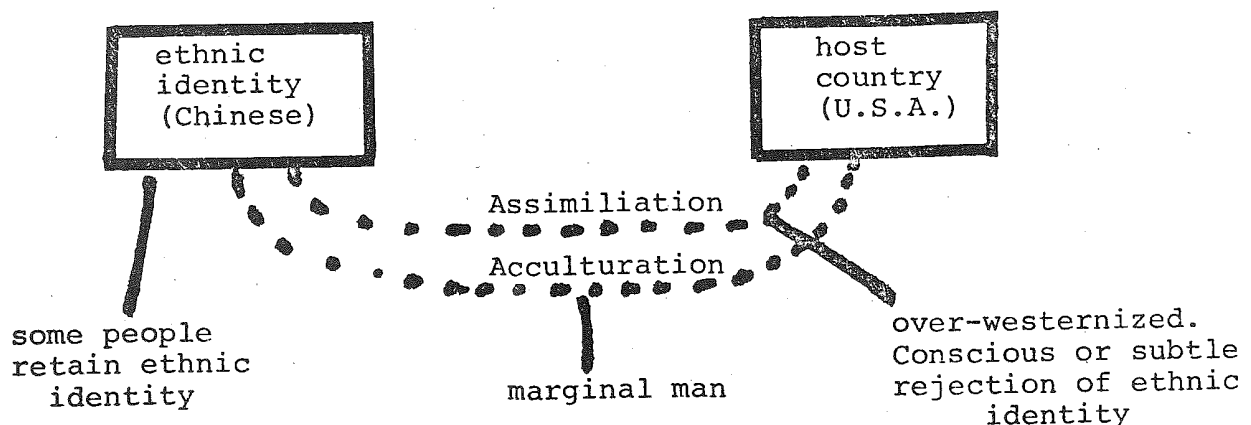 ethnic
identity
(Chinese)
host
country
(U.S.A.)
Assimiliation
Acculturation
some people
retain ethnic
identity
marginal man
over-westernized.
Conscious or subtle
rejection of ethnic
identity